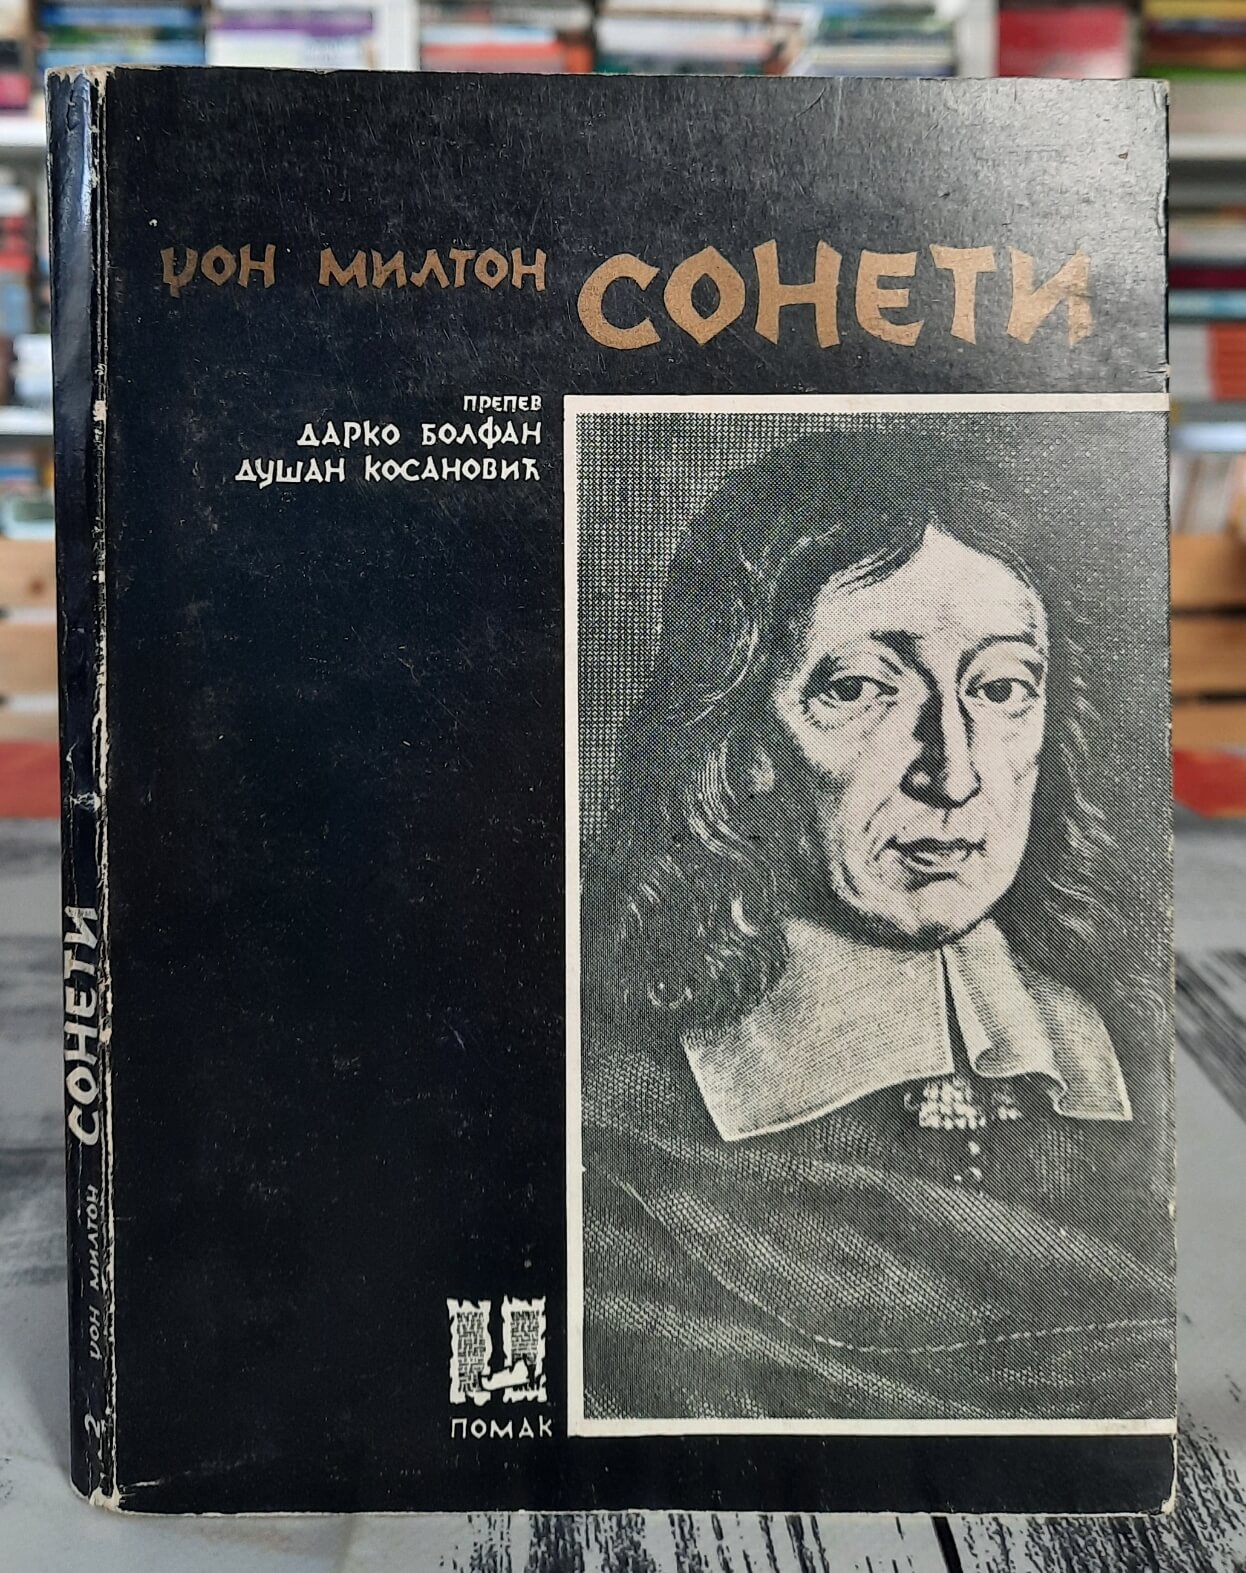 ЏОН МИЛТОН СОНЕТИ
ПРЕПЕВ
ДАРКО БОЛФАН
ДУШАН КОСАНОВИЋ
ПОМАК
2 ЏОН МИЛТОН СОНЕТИ